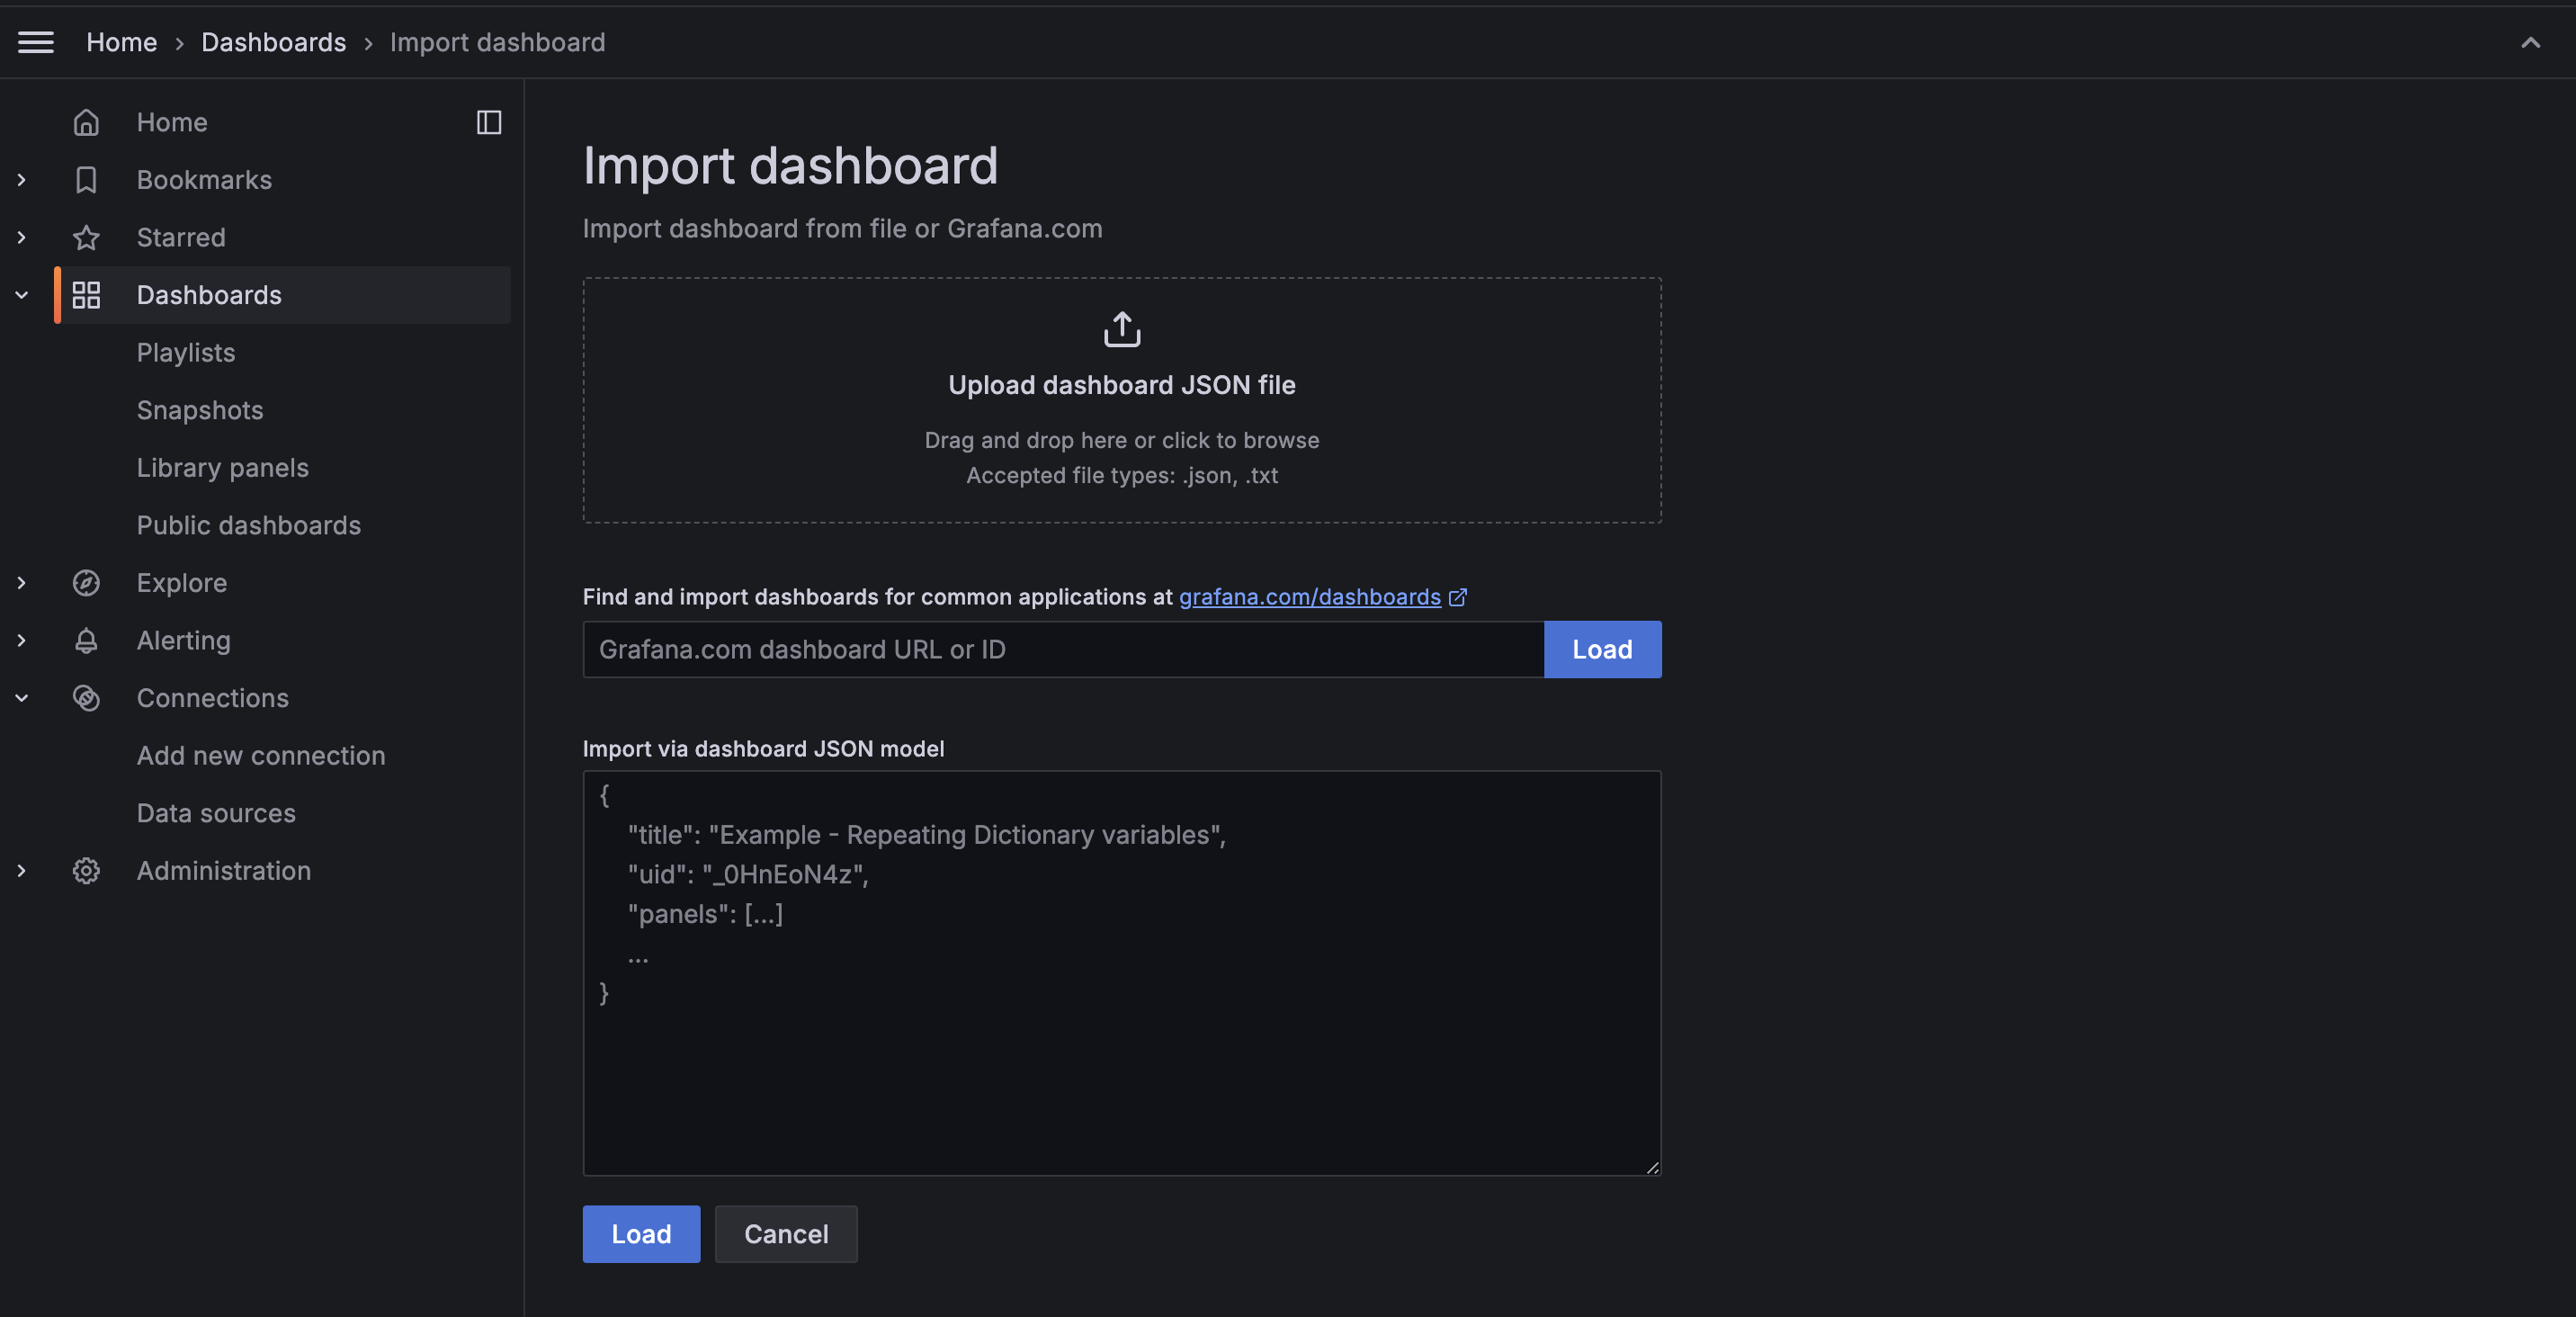 Home › Dashboards › Import dashboard
Home
Bookmarks
Starred
Dashboards
Playlists
Snapshots
Library panels
Public dashboards
Explore
Alerting
Connections
Add new connection
Data sources
Administration
Import dashboard
Import dashboard from file or Grafana.com
Upload dashboard JSON file
Drag and drop here or click to browse
Accepted file types: .json, .txt
Find and import dashboards for common applications at grafana.com/dashboards
Grafana.com dashboard URL or ID
Load
Import via dashboard JSON model
{
"title": "Example - Repeating Dictionary variables",
"uid": "_0HnEoN4z",
"panels": [...]
...
}
Load
Cancel